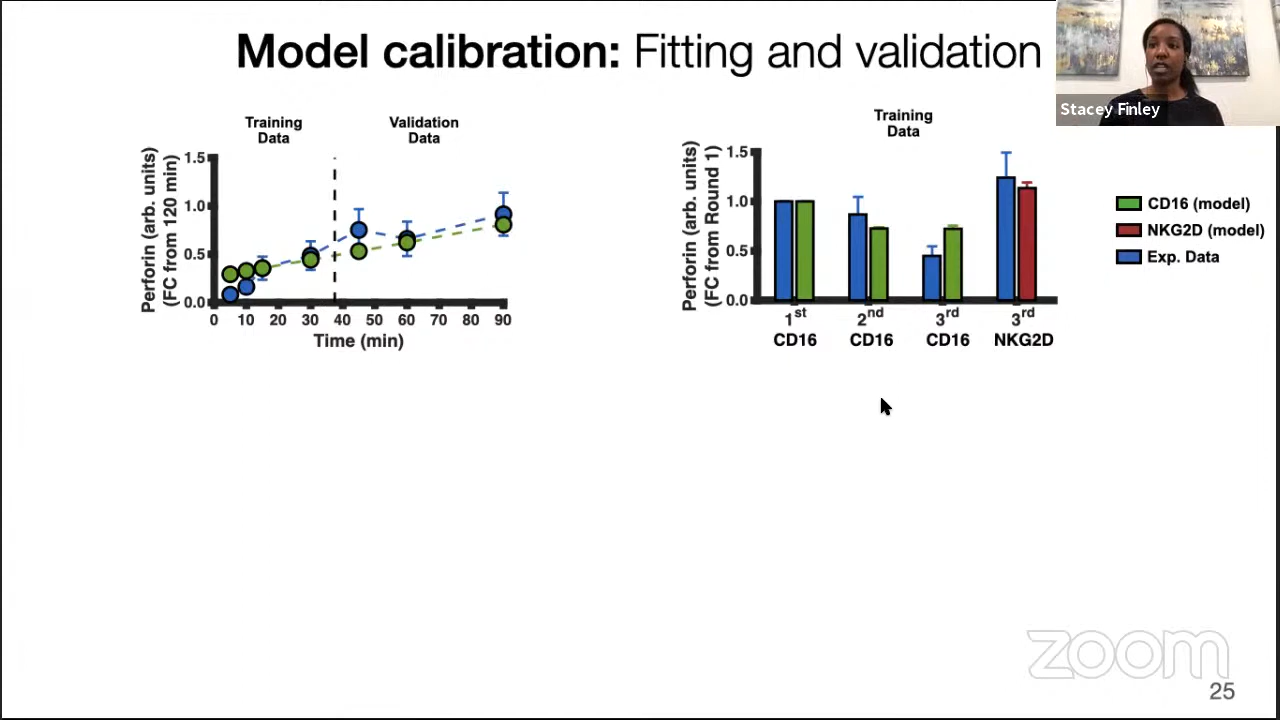 Model calibration: Fitting and validation
Stacey Finley
Training
Data
Validation
Data
Perforin (arb. units)
(FC from 120 min)
1.5
1.0
0.5
0.0
0 10 20 30 40 50 60 70 80 90
Time (min)
Training
Data
Perforin (arb. units)
(FC from Round 1)
1.5
1.0
0.5
0.0
1st 2nd 3rd 3rd
CD16 CD16 CD16 NKG2D
CD16 (model)
NKG2D (model)
Exp. Data
zoom
25